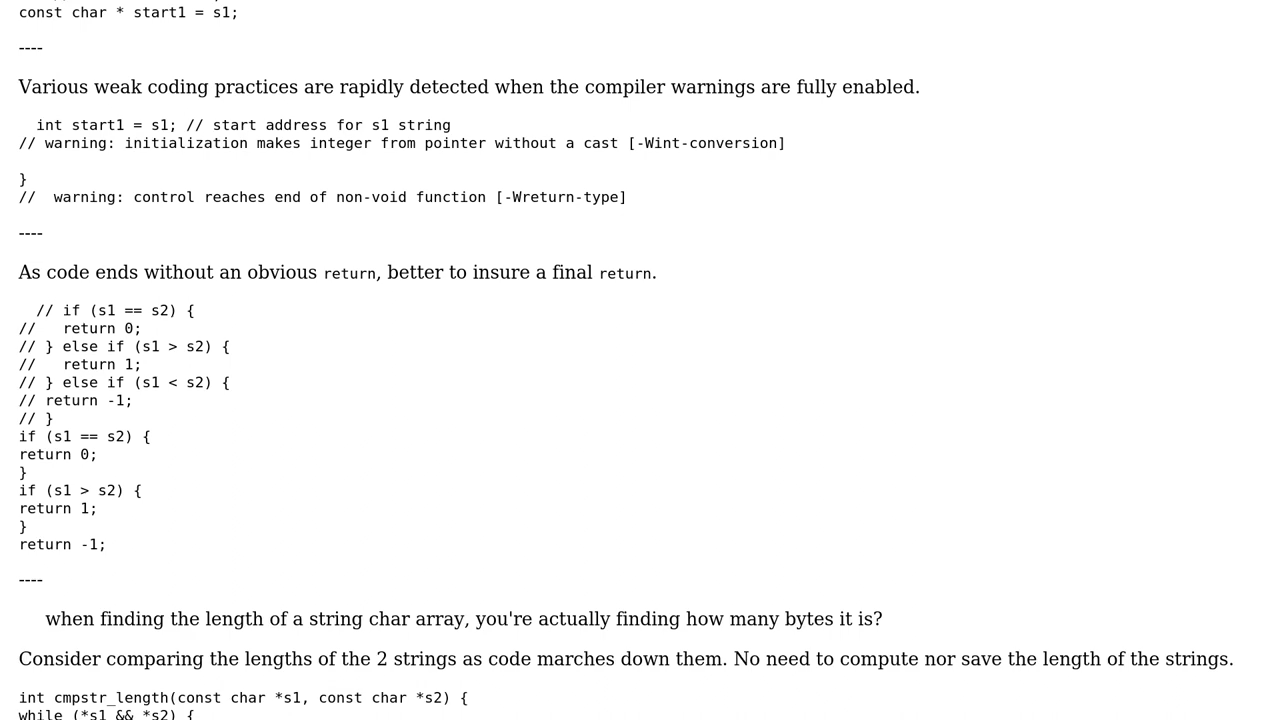 const char * start1 = s1;
----
Various weak coding practices are rapidly detected when the compiler warnings are fully enabled.
  int start1 = s1; // start address for s1 string
// warning: initialization makes integer from pointer without a cast [-Wint-conversion]
}
//  warning: control reaches end of non-void function [-Wreturn-type]
----
As code ends without an obvious return, better to insure a final return.
  // if (s1 == s2) {
//   return 0;
// } else if (s1 > s2) {
//   return 1;
// } else if (s1 < s2) {
// return -1;
// }
if (s1 == s2) {
return 0;
}
if (s1 > s2) {
return 1;
}
return -1;
----
when finding the length of a string char array, you're actually finding how many bytes it is?
Consider comparing the lengths of the 2 strings as code marches down them. No need to compute nor save the length of the strings.
int cmpstr_length(const char *s1, const char *s2) {
while (*s1 && *s2) {